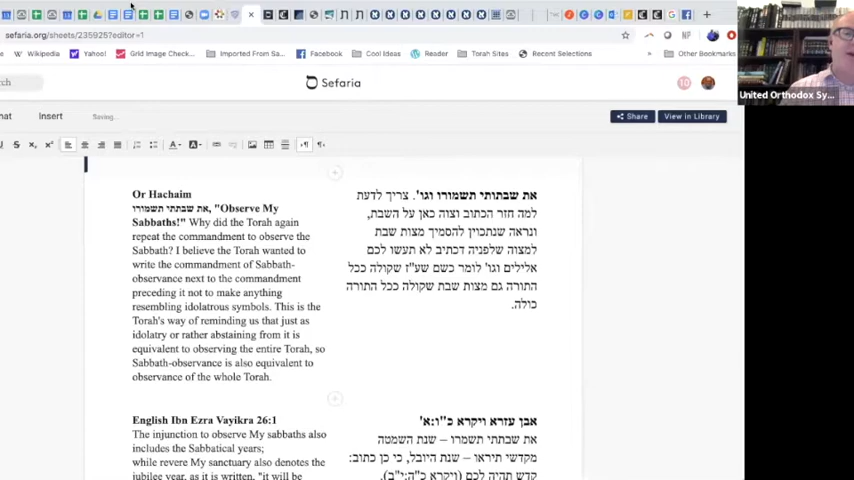 sefaria.org/sheets/235925?editor=1
Wikipedia
Yahoo
Grid Image Check...
Imported From Sa...
Facebook
Cool Ideas
Reader
Torah Sites
Recent Selections
Other Bookmarks
rch
Sefaria
10
United Orthodox Sy...
mat
Insert
Saving...
Share
View in Library
Or Hachaim
את שבתתי תשמורו, "Observe My
Sabbaths!" Why did the Torah again
repeat the commandment to observe the
Sabbath? I believe the Torah wanted to
write the commandment of Sabbath-
observance next to the commandment
preceding it not to make anything
resembling idolatrous symbols. This is the
Torah's way of reminding us that just as
idolatry or rather abstaining from it is
equivalent to observing the entire Torah, so
Sabbath-observance is also equivalent to
observance of the whole Torah.
את שבתותי תשמורו וגו'. צריך לדעת
למה חזר הכתוב וצוה כאן על השבת,
ונראה שנתכוין להסמיך מצות שבת
למצוה שלפניה דכתיב לא תעשו לכם
אלילים וגו' לומר כשם שע"ז שקולה ככל
התורה גם מצות שבת שקולה ככל התורה
כולה.
English Ibn Ezra Vayikra 26:1
The injunction to observe My sabbaths also
includes the Sabbatical years;
while revere My sanctuary also denotes the
jubilee year, as it is written, "it will be
אבן עזרא ויקרא כ"ו:א'
את שבתתי תשמרו – שנת השמטה
מקדשי תיראו – שנת היובל, כי כן כתוב:
קדש תהיה לכם (ויקרא כ"ה:י"ב).